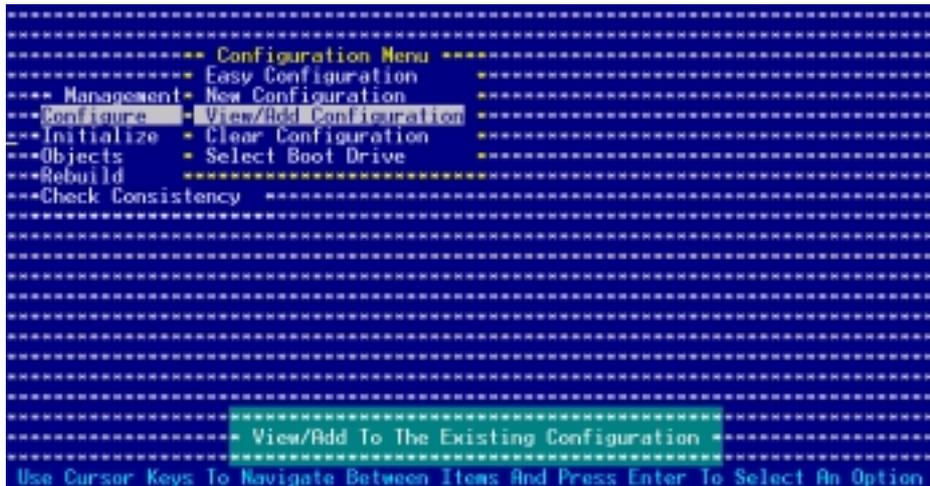 Configuration Menu
Easy Configuration
Management
New Configuration
Configure
View/Add Configuration
Initialize
Clear Configuration
Objects
Select Boot Drive
Rebuild
Check Consistency
View/Add To The Existing Configuration
Use Cursor Keys To Navigate Between Items And Press Enter To Select An Option